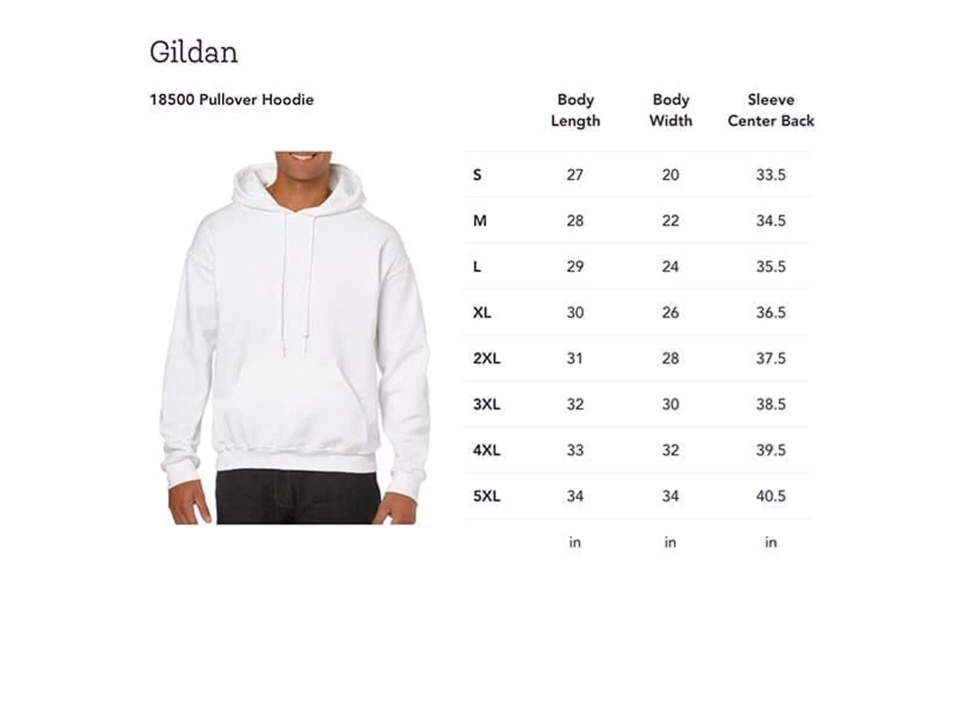 Gildan
18500 Pullover Hoodie
Body Length Body Width Sleeve Center Back
S 27 20 33.5
M 28 22 34.5
L 29 24 35.5
XL 30 26 36.5
2XL 31 28 37.5
3XL 32 30 38.5
4XL 33 32 39.5
5XL 34 34 40.5
in in in